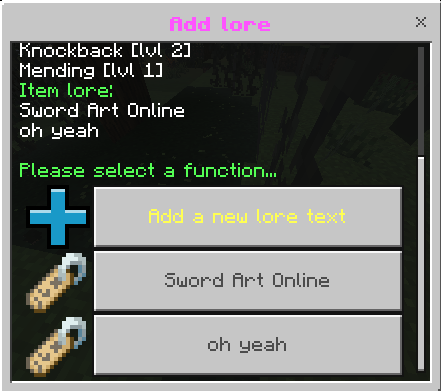 Add lore
Knockback [lvl 2]
Mending [lvl 1]
Item lore:
Sword Art Online
oh yeah
Please select a function...
Add a new lore text
Sword Art Online
oh yeah